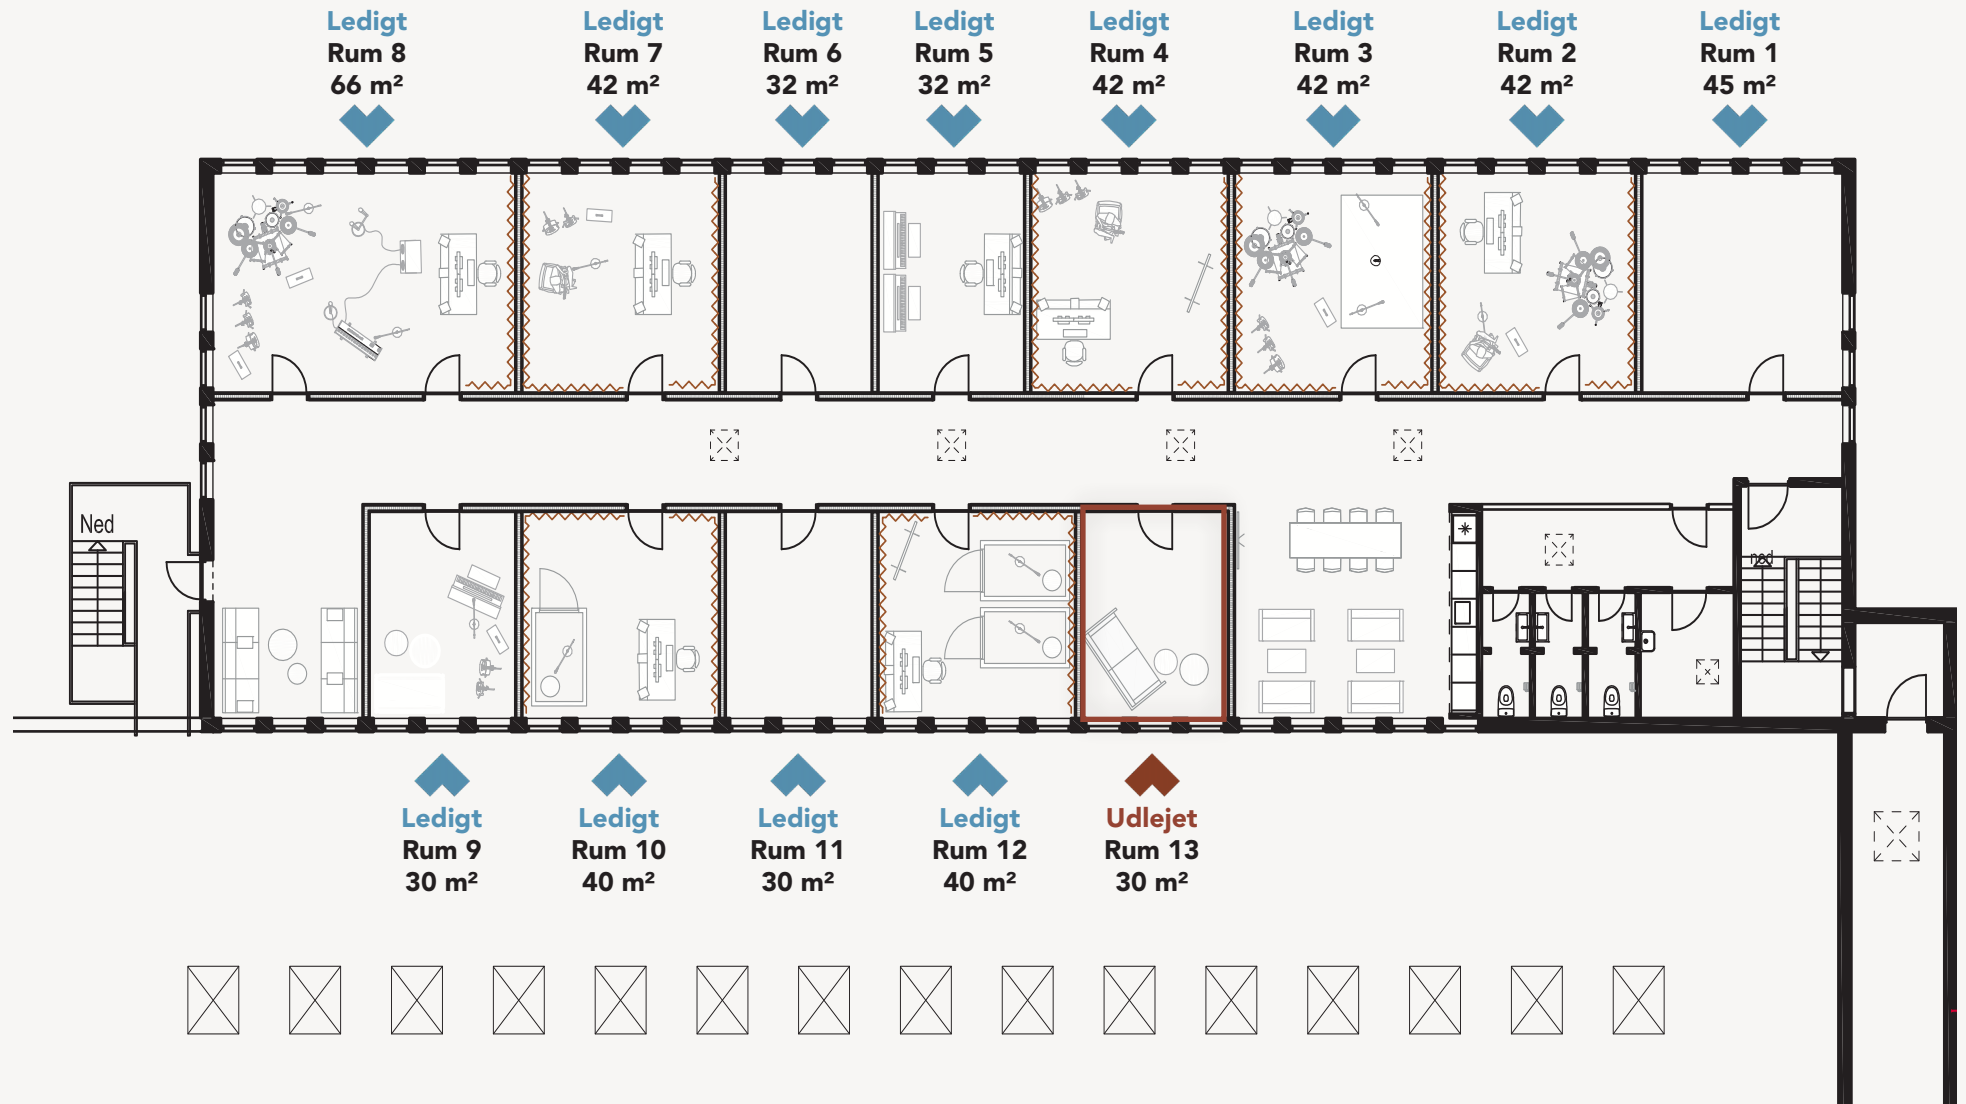 Ledigt
Rum 8
66 m²
Ledigt
Rum 7
42 m²
Ledigt
Rum 6
32 m²
Ledigt
Rum 5
32 m²
Ledigt
Rum 4
42 m²
Ledigt
Rum 3
42 m²
Ledigt
Rum 2
42 m²
Ledigt
Rum 1
45 m²
Ned
ned
Ledigt
Rum 9
30 m²
Ledigt
Rum 10
40 m²
Ledigt
Rum 11
30 m²
Ledigt
Rum 12
40 m²
Udlejet
Rum 13
30 m²